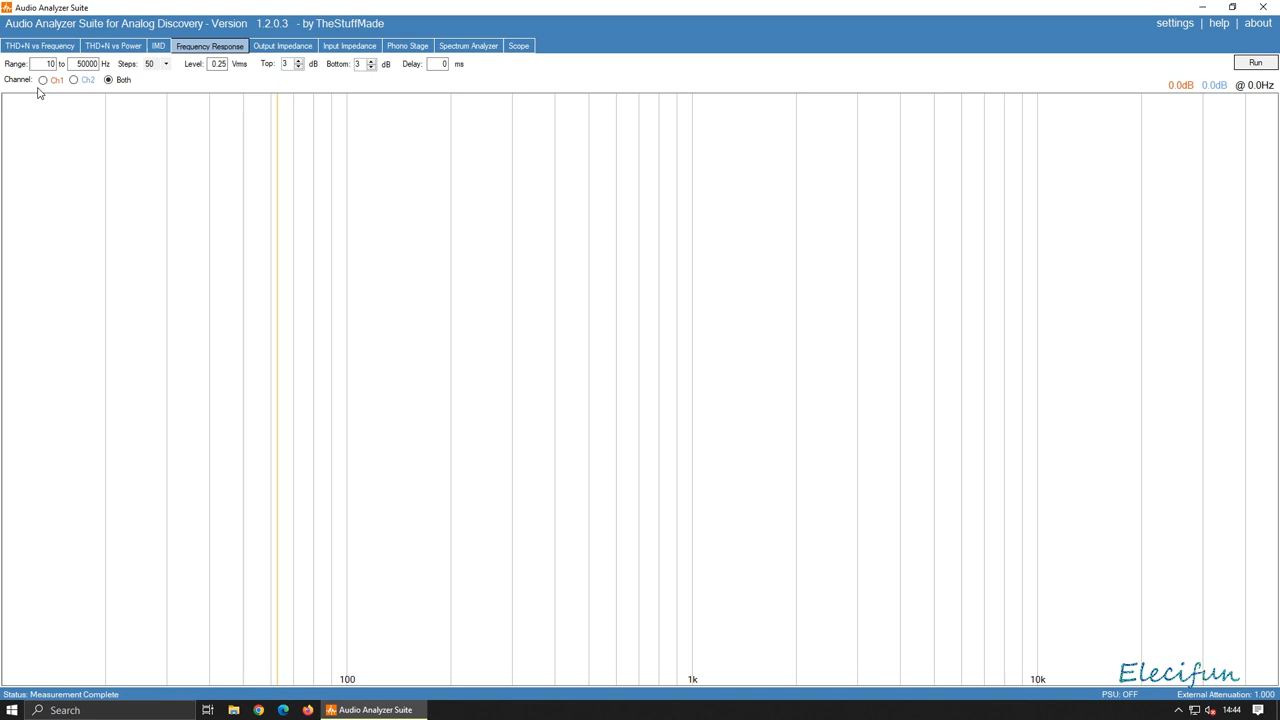 Audio Analyzer Suite
Audio Analyzer Suite for Analog Discovery - Version 1.2.0.3 - by TheStuffMade
settings | help | about
THD+N vs Frequency THD+N vs Power IMD Frequency Response Output Impedance Input Impedance Phono Stage Spectrum Analyzer Scope
Range: 10 to 50000 Hz Steps: 50 Level: 0.25 Vrms Top: 3 dB Bottom: 3 dB Delay: 0 ms
Run
Channel: Ch1 Ch2 Both
0.0dB 0.0dB @ 0.0Hz
100 1k 10k
Elecifun
Status: Measurement Complete
PSU: OFF External Attenuation: 1.000
Search
Audio Analyzer Suite
14:44